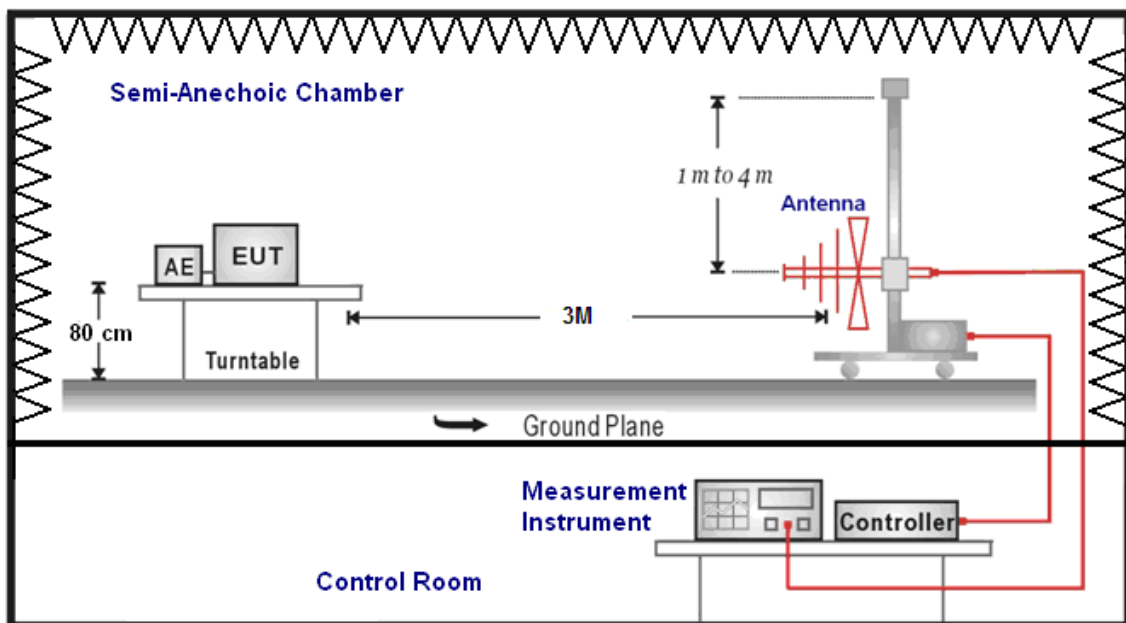 Semi-Anechoic Chamber
1 m to 4 m
Antenna
AE
EUT
80 cm
3M
Turntable
Ground Plane
Measurement
Instrument
Controller
Control Room